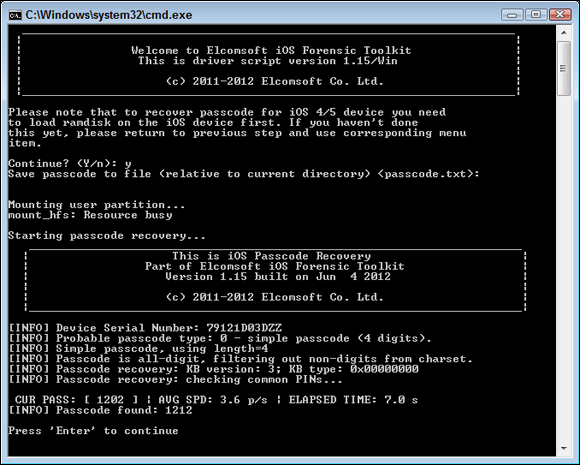 C:\Windows\system32\cmd.exe
Welcome to Elcomsoft iOS Forensic Toolkit
This is driver script version 1.15/Win
(c) 2011-2012 Elcomsoft Co. Ltd.
Please note that to recover passcode for iOS 4/5 device you need
to load ramdisk on the iOS device first. If you haven't done
this yet, please return to previous step and use corresponding menu
item.
Continue? (Y/n): y
Save passcode to file (relative to current directory) <passcode.txt>:
Mounting user partition...
mount_hfs: Resource busy
Starting passcode recovery...
This is iOS Passcode Recovery
Part of Elcomsoft iOS Forensic Toolkit
Version 1.15 built on Jun  4 2012
(c) 2011-2012 Elcomsoft Co. Ltd.
[INFO] Device Serial Number: 79121D03DZZ
[INFO] Probable passcode type: 0 - simple passcode (4 digits).
[INFO] Simple passcode, using length=4
[INFO] Passcode is all-digit, filtering out non-digits from charset.
[INFO] Passcode recovery: KB version: 3; KB type: 0x00000000
[INFO] Passcode recovery: checking common PINs...
CUR PASS: [ 1202 ] ¦ AVG SPD: 3.6 p/s ¦ ELAPSED TIME: 7.0 s
[INFO] Passcode found: 1212
Press 'Enter' to continue